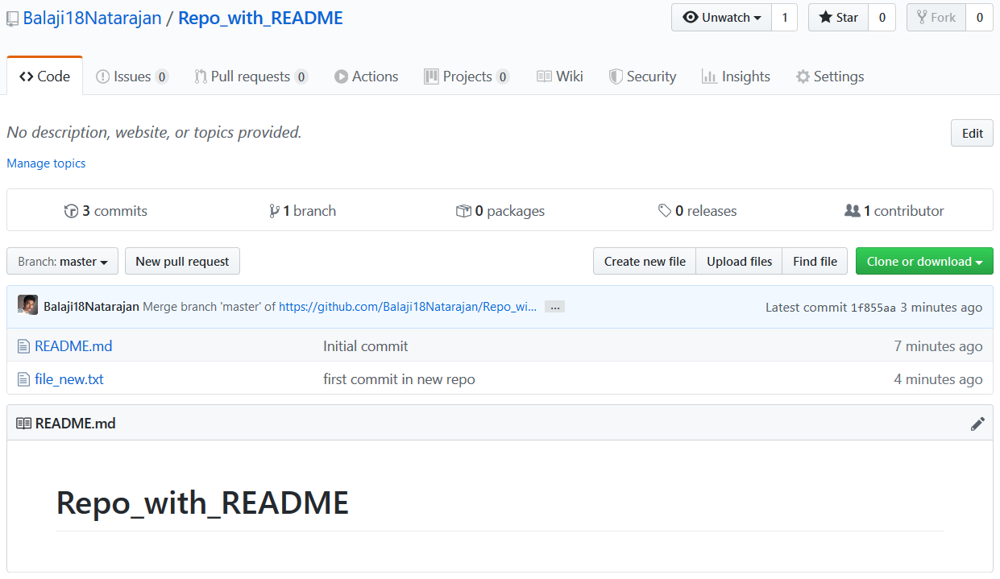 Balaji18Natarajan / Repo_with_README Unwatch 1 Star 0 Fork 0
Code Issues 0 Pull requests 0 Actions Projects 0 Wiki Security Insights Settings
No description, website, or topics provided. Edit
Manage topics
3 commits 1 branch 0 packages 0 releases 1 contributor
Branch: master New pull request Create new file Upload files Find file Clone or download
Balaji18Natarajan Merge branch 'master' of https://github.com/Balaji18Natarajan/Repo_wi... ... Latest commit 1f855aa 3 minutes ago
README.md Initial commit 7 minutes ago
file_new.txt first commit in new repo 4 minutes ago
README.md
Repo_with_README